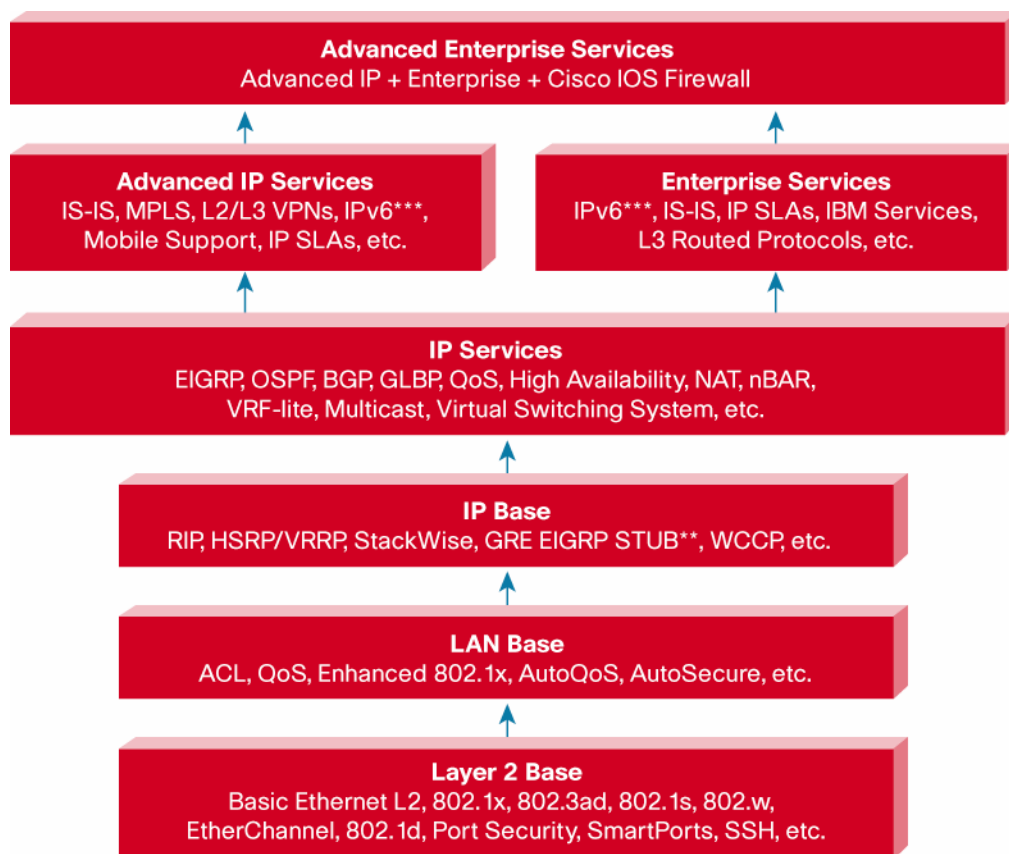 Advanced Enterprise Services
Advanced IP + Enterprise + Cisco IOS Firewall
Advanced IP Services
IS-IS, MPLS, L2/L3 VPNs, IPv6***,
Mobile Support, IP SLAs, etc.
Enterprise Services
IPv6***, IS-IS, IP SLAs, IBM Services,
L3 Routed Protocols, etc.
IP Services
EIGRP, OSPF, BGP, GLBP, QoS, High Availability, NAT, nBAR,
VRF-lite, Multicast, Virtual Switching System, etc.
IP Base
RIP, HSRP/VRRP, StackWise, GRE EIGRP STUB**, WCCP, etc.
LAN Base
ACL, QoS, Enhanced 802.1x, AutoQoS, AutoSecure, etc.
Layer 2 Base
Basic Ethernet L2, 802.1x, 802.3ad, 802.1s, 802.w,
EtherChannel, 802.1d, Port Security, SmartPorts, SSH, etc.